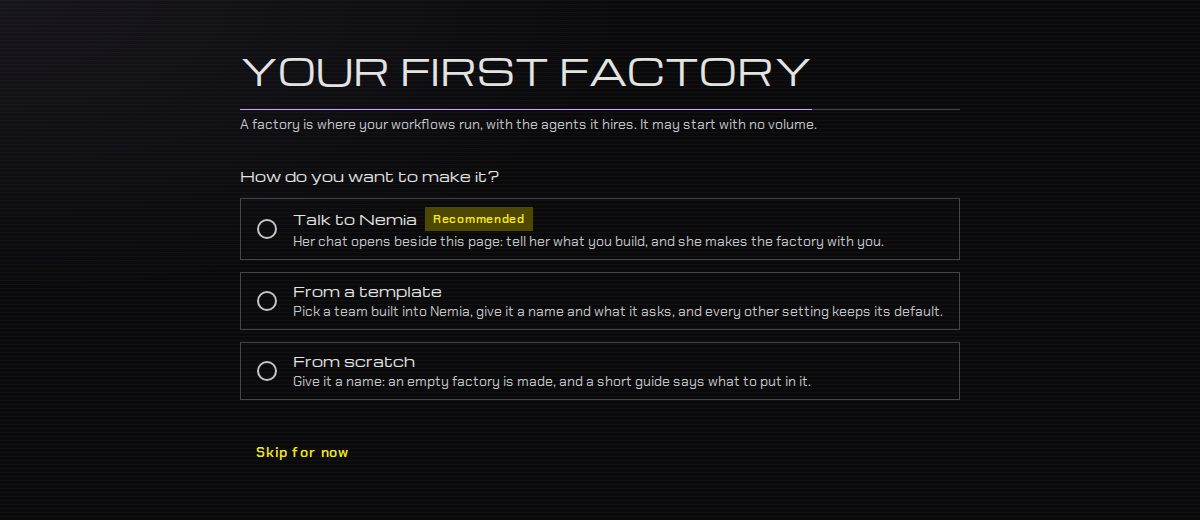 YOUR FIRST FACTORY
A factory is where your workflows run, with the agents it hires. It may start with no volume.
How do you want to make it?
Talk to Nemia Recommended
Her chat opens beside this page: tell her what you build, and she makes the factory with you.
From a template
Pick a team built into Nemia, give it a name and what it asks, and every other setting keeps its default.
From scratch
Give it a name: an empty factory is made, and a short guide says what to put in it.
Skip for now